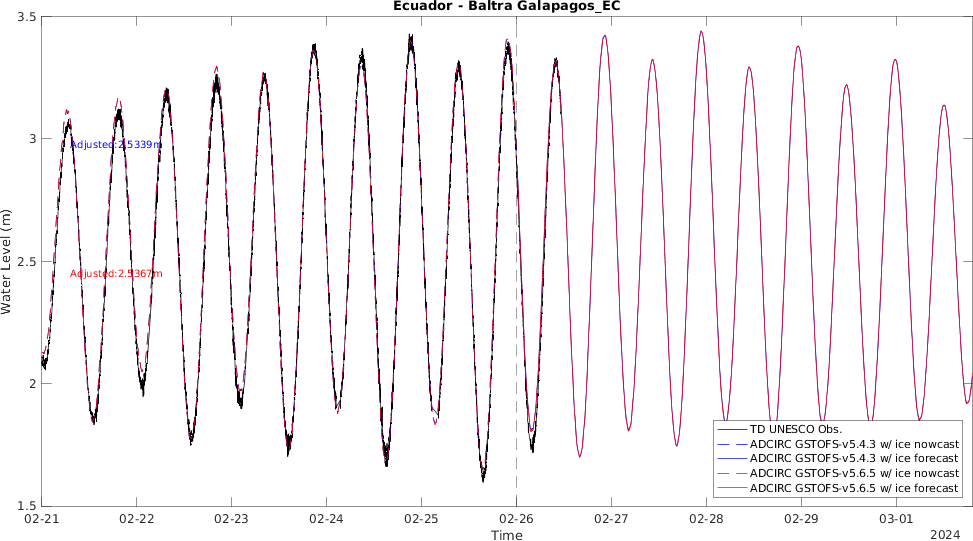 Ecuador - Baltra Galapagos_EC
3.5
3
2.5
2
1.5
Water Level (m)
Adjusted:2.5339m
Adjusted:2.5367m
TD UNESCO Obs.
ADCIRC GSTOFS-v5.4.3 w/ ice nowcast
ADCIRC GSTOFS-v5.4.3 w/ ice forecast
ADCIRC GSTOFS-v5.6.5 w/ ice nowcast
ADCIRC GSTOFS-v5.6.5 w/ ice forecast
02-21 02-22 02-23 02-24 02-25 02-26 02-27 02-28 02-29 03-01
Time
2024